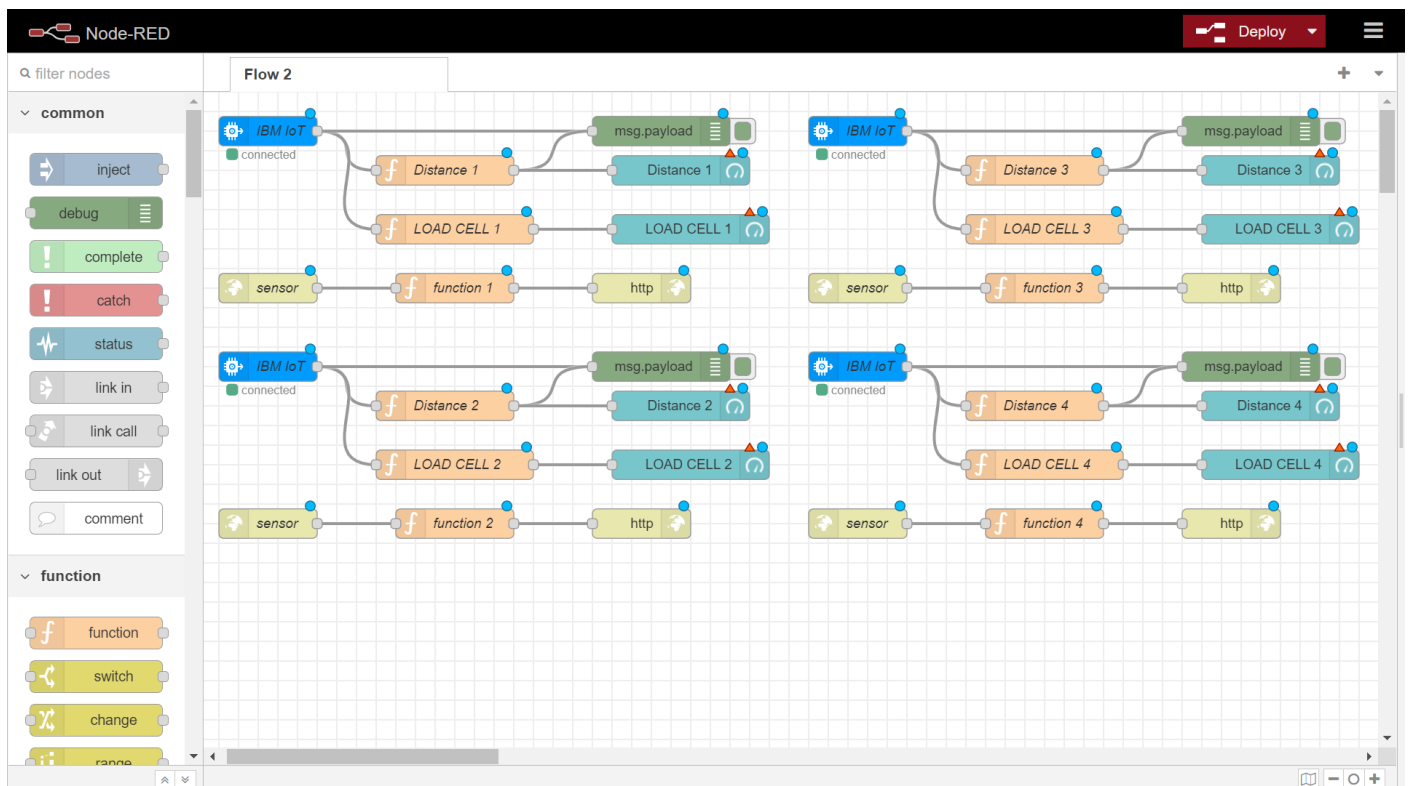 Node-RED
Deploy
filter nodes
Flow 2
common
inject
debug
complete
catch
status
link in
link call
link out
comment
function
function
switch
change
range
IBM IoT
connected
msg.payload
Distance 1
Distance 1
LOAD CELL 1
LOAD CELL 1
sensor
function 1
http
IBM IoT
connected
msg.payload
Distance 3
Distance 3
LOAD CELL 3
LOAD CELL 3
sensor
function 3
http
IBM IoT
connected
msg.payload
Distance 2
Distance 2
LOAD CELL 2
LOAD CELL 2
sensor
function 2
http
IBM IoT
connected
msg.payload
Distance 4
Distance 4
LOAD CELL 4
LOAD CELL 4
sensor
function 4
http